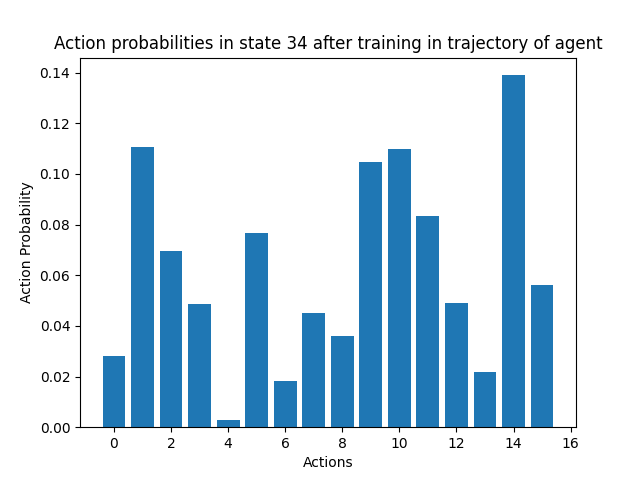 Action probabilities in state 34 after training in trajectory of agent
0.14
0.12
0.10
0.08
0.06
0.04
0.02
0.00
Action Probability
0 2 4 6 8 10 12 14 16
Actions